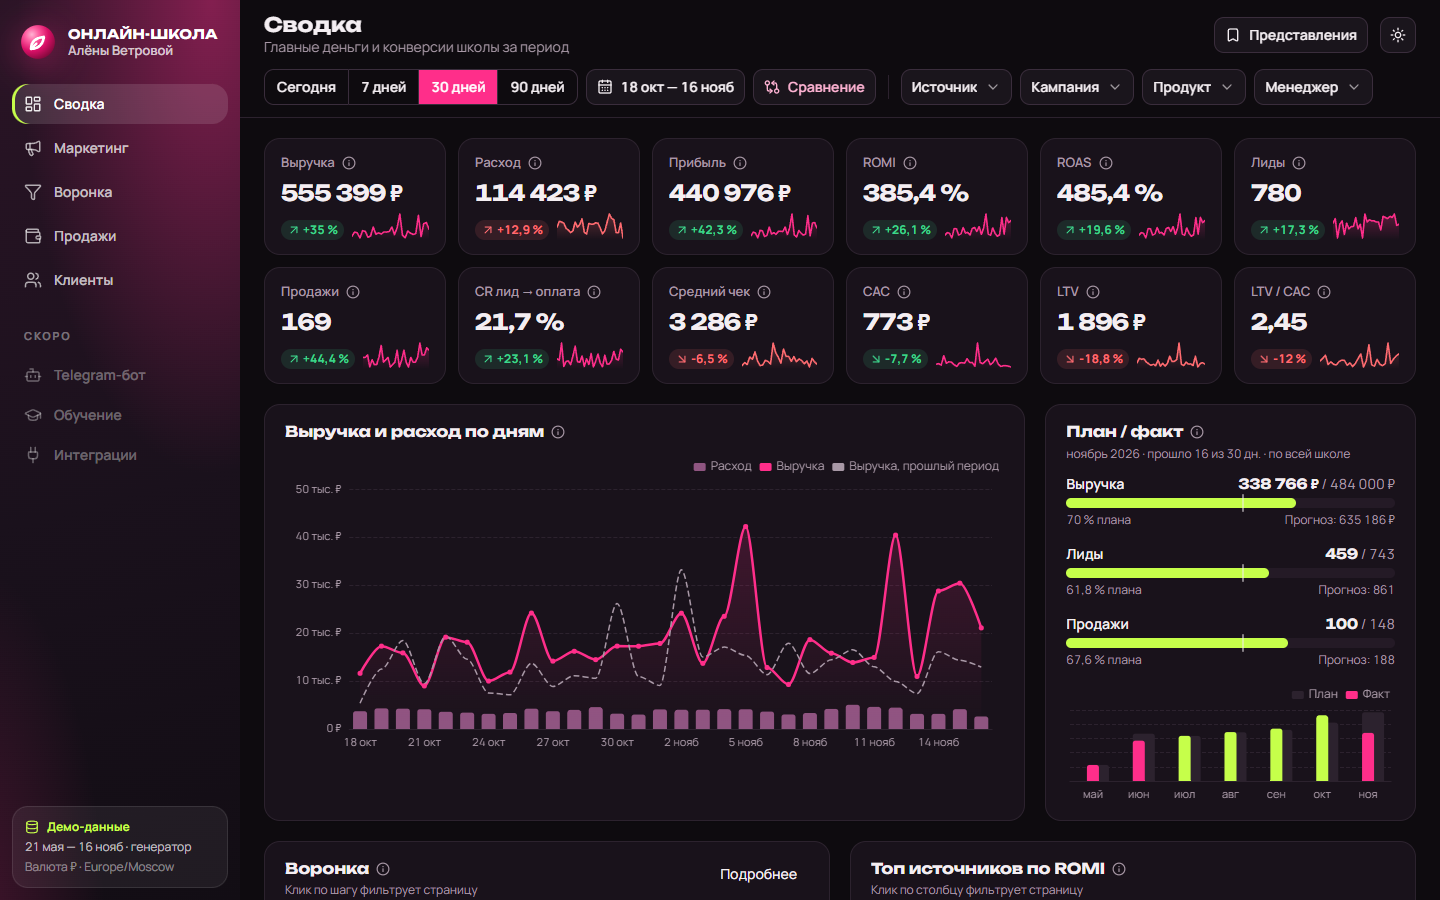 ОНЛАЙН-ШКОЛА
Алёны Ветровой
Сводка
Маркетинг
Воронка
Продажи
Клиенты
СКОРО
Telegram-бот
Обучение
Интеграции
Демо-данные
21 мая — 16 нояб · генератор
Валюта ₽ · Europe/Moscow
Сводка
Главные деньги и конверсии школы за период
Представления
Сегодня 7 дней 30 дней 90 дней 18 окт — 16 нояб Сравнение Источник Кампания Продукт Менеджер
Выручка Расход Прибыль ROMI ROAS Лиды
555 399 ₽ 114 423 ₽ 440 976 ₽ 385,4 % 485,4 % 780
+35 % +12,9 % +42,3 % +26,1 % +19,6 % +17,3 %
Продажи CR лид → оплата Средний чек CAC LTV LTV / CAC
169 21,7 % 3 286 ₽ 773 ₽ 1 896 ₽ 2,45
+44,4 % +23,1 % -6,5 % -7,7 % -18,8 % -12 %
Выручка и расход по дням
Расход Выручка Выручка, прошлый период
50 тыс. ₽
40 тыс. ₽
30 тыс. ₽
20 тыс. ₽
10 тыс. ₽
0 ₽
18 окт 21 окт 24 окт 27 окт 30 окт 2 нояб 5 нояб 8 нояб 11 нояб 14 нояб
План / факт
ноябрь 2026 · прошло 16 из 30 дн. · по всей школе
Выручка 338 766 ₽ / 484 000 ₽
70 % плана Прогноз: 635 186 ₽
Лиды 459 / 743
61,8 % плана Прогноз: 861
Продажи 100 / 148
67,6 % плана Прогноз: 188
План Факт
май июн июл авг сен окт ноя
Воронка
Клик по шагу фильтрует страницу
Подробнее
Топ источников по ROMI
Клик по столбцу фильтрует страницу